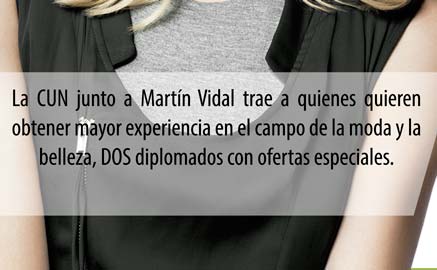 La CUN junto a Martín Vidal trae a quienes quieren
obtener mayor experiencia en el campo de la moda y la
belleza, DOS diplomados con ofertas especiales.